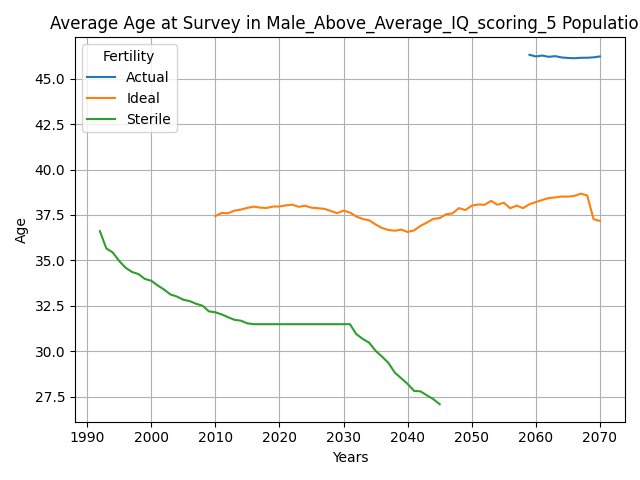 Average Age at Survey in Male_Above_Average_IQ_scoring_5 Populatio
Fertility
Actual
Ideal
Sterile
45.0
42.5
40.0
37.5
35.0
32.5
30.0
27.5
Age
1990 2000 2010 2020 2030 2040 2050 2060 2070
Years